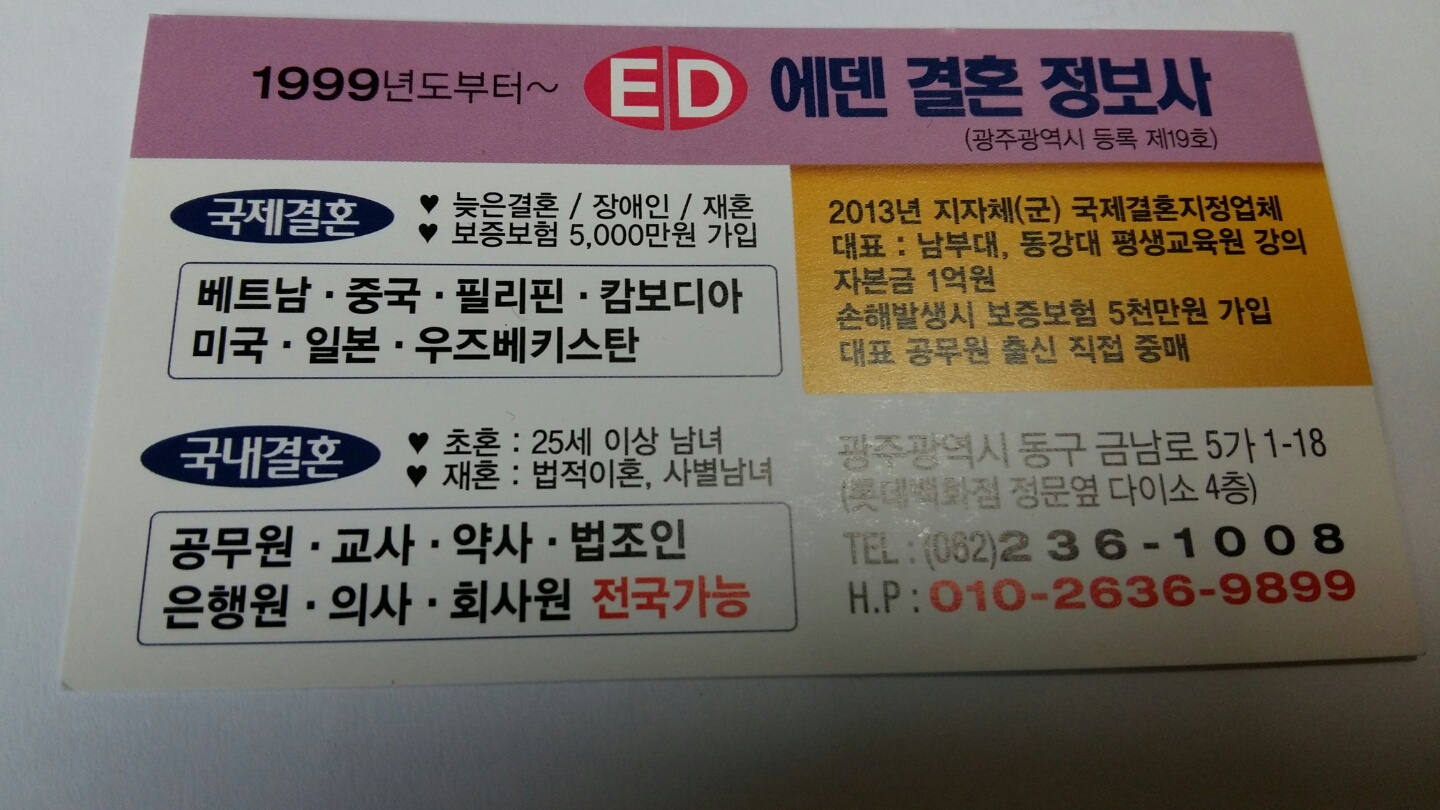 1999년도부터~ ED 에덴 결혼 정보사
(광주광역시 등록 제19호)
국제결혼
♥ 늦은결혼 / 장애인 / 재혼
♥ 보증보험 5,000만원 가입
베트남 · 중국 · 필리핀 · 캄보디아
미국 · 일본 · 우즈베키스탄
2013년 지자체(군) 국제결혼지정업체
대표 : 남부대, 동강대 평생교육원 강의
자본금 1억원
손해발생시 보증보험 5천만원 가입
대표 공무원 출신 직접 중매
국내결혼
♥ 초혼 : 25세 이상 남녀
♥ 재혼 : 법적이혼, 사별남녀
공무원 · 교사 · 약사 · 법조인
은행원 · 의사 · 회사원 전국가능
광주광역시 동구 금남로 5가 1-18
(롯데백화점 정문옆 다이소 4층)
TEL : (062)236-1008
H.P : 010-2636-9899